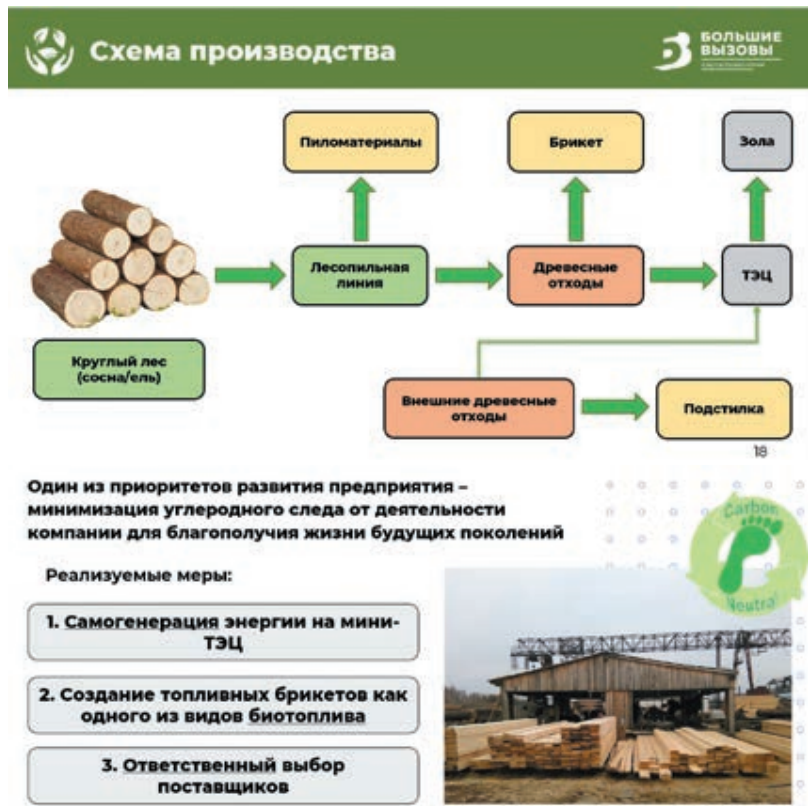 Схема производства
БОЛЬШИЕ
ВЫЗОВЫ
Пиломатериалы
Брикет
Зола
Лесопильная
линия
Древесные
отходы
ТЭЦ
Круглый лес
(сосна/ель)
Внешние древесные
отходы
Подстилка
18
Один из приоритетов развития предприятия –
минимизация углеродного следа от деятельности
компании для благополучия жизни будущих поколений
Carbon
Neutral
Реализуемые меры:
1. Самогенерация энергии на мини-
ТЭЦ
2. Создание топливных брикетов как
одного из видов биотоплива
3. Ответственный выбор
поставщиков